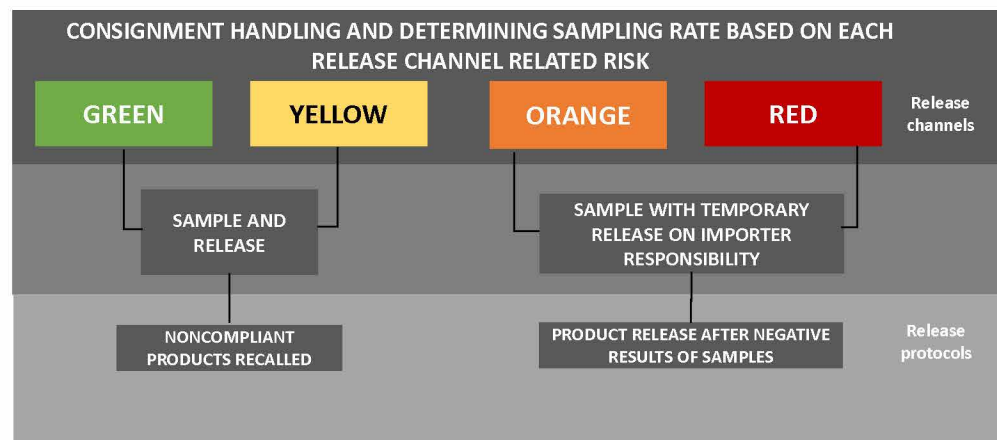 CONSIGNMENT HANDLING AND DETERMINING SAMPLING RATE BASED ON EACH
RELEASE CHANNEL RELATED RISK
GREEN
YELLOW
ORANGE
RED
Release
channels
SAMPLE AND
RELEASE
SAMPLE WITH TEMPORARY
RELEASE ON IMPORTER
RESPONSIBILITY
NONCOMPLIANT
PRODUCTS RECALLED
PRODUCT RELEASE AFTER NEGATIVE
RESULTS OF SAMPLES
Release
protocols